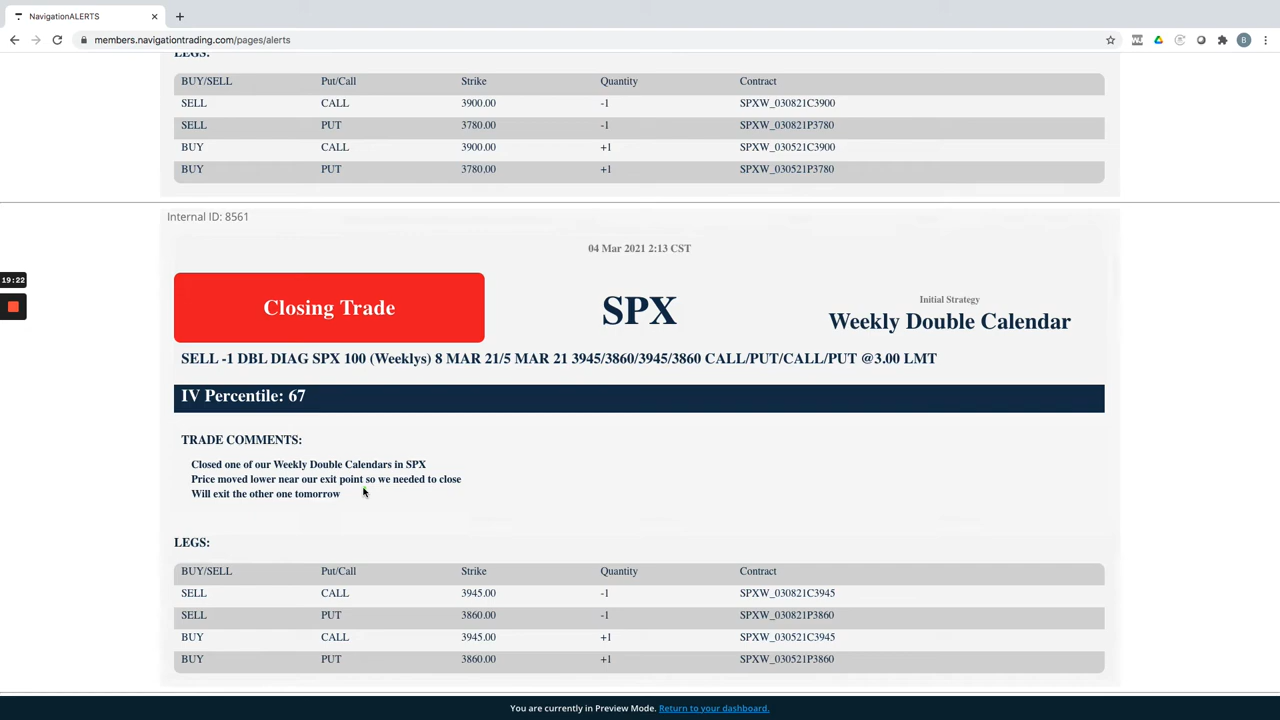 NavigationALERTS
members.navigationtrading.com/pages/alerts
B
LEGS:
BUY/SELL Put/Call Strike Quantity Contract
SELL CALL 3900.00 -1 SPXW_030821C3900
SELL PUT 3780.00 -1 SPXW_030821P3780
BUY CALL 3900.00 +1 SPXW_030521C3900
BUY PUT 3780.00 +1 SPXW_030521P3780
Internal ID: 8561
04 Mar 2021 2:13 CST
Closing Trade
SPX
Initial Strategy
Weekly Double Calendar
SELL -1 DBL DIAG SPX 100 (Weeklys) 8 MAR 21/5 MAR 21 3945/3860/3945/3860 CALL/PUT/CALL/PUT @3.00 LMT
IV Percentile: 67
TRADE COMMENTS:
Closed one of our Weekly Double Calendars in SPX
Price moved lower near our exit point so we needed to close
Will exit the other one tomorrow
LEGS:
BUY/SELL Put/Call Strike Quantity Contract
SELL CALL 3945.00 -1 SPXW_030821C3945
SELL PUT 3860.00 -1 SPXW_030821P3860
BUY CALL 3945.00 +1 SPXW_030521C3945
BUY PUT 3860.00 +1 SPXW_030521P3860
19:22
You are currently in Preview Mode. Return to your dashboard.